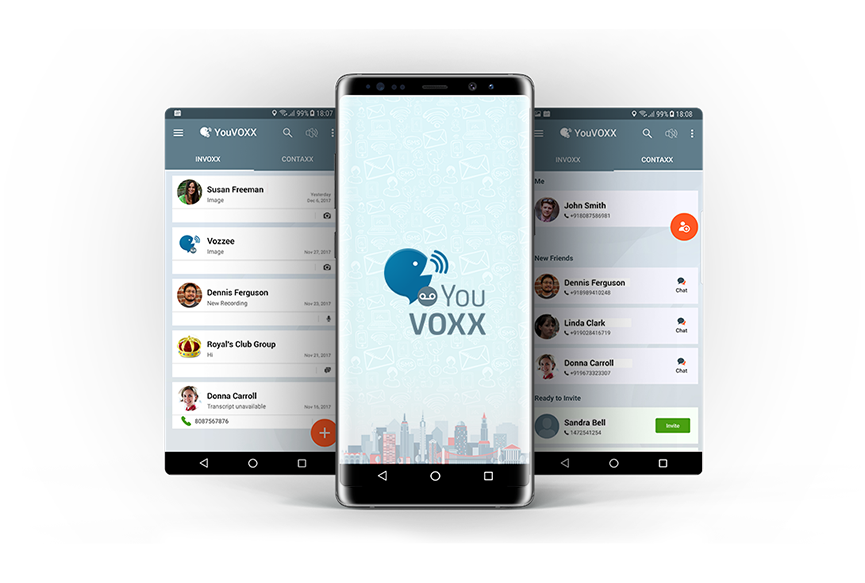 99% 18:07
YouVOXX
INVOXX CONTAXX
Susan Freeman
Image
Yesterday
Dec 6, 2017
Vozzee
Image
Nov 27, 2017
Dennis Ferguson
New Recording
Nov 23, 2017
Royal's Club Group
Hi
Nov 21, 2017
Donna Carroll
Transcript unavailable
Nov 16, 2017
8087567876
You
VOXX
99% 18:08
YouVOXX
INVOXX CONTAXX
Me
John Smith
+918087586981
New Friends
Dennis Ferguson
+918989410248
Chat
Linda Clark
+919028416719
Chat
Donna Carroll
+919673323307
Chat
Ready to Invite
Sandra Bell
1472541254
Invite